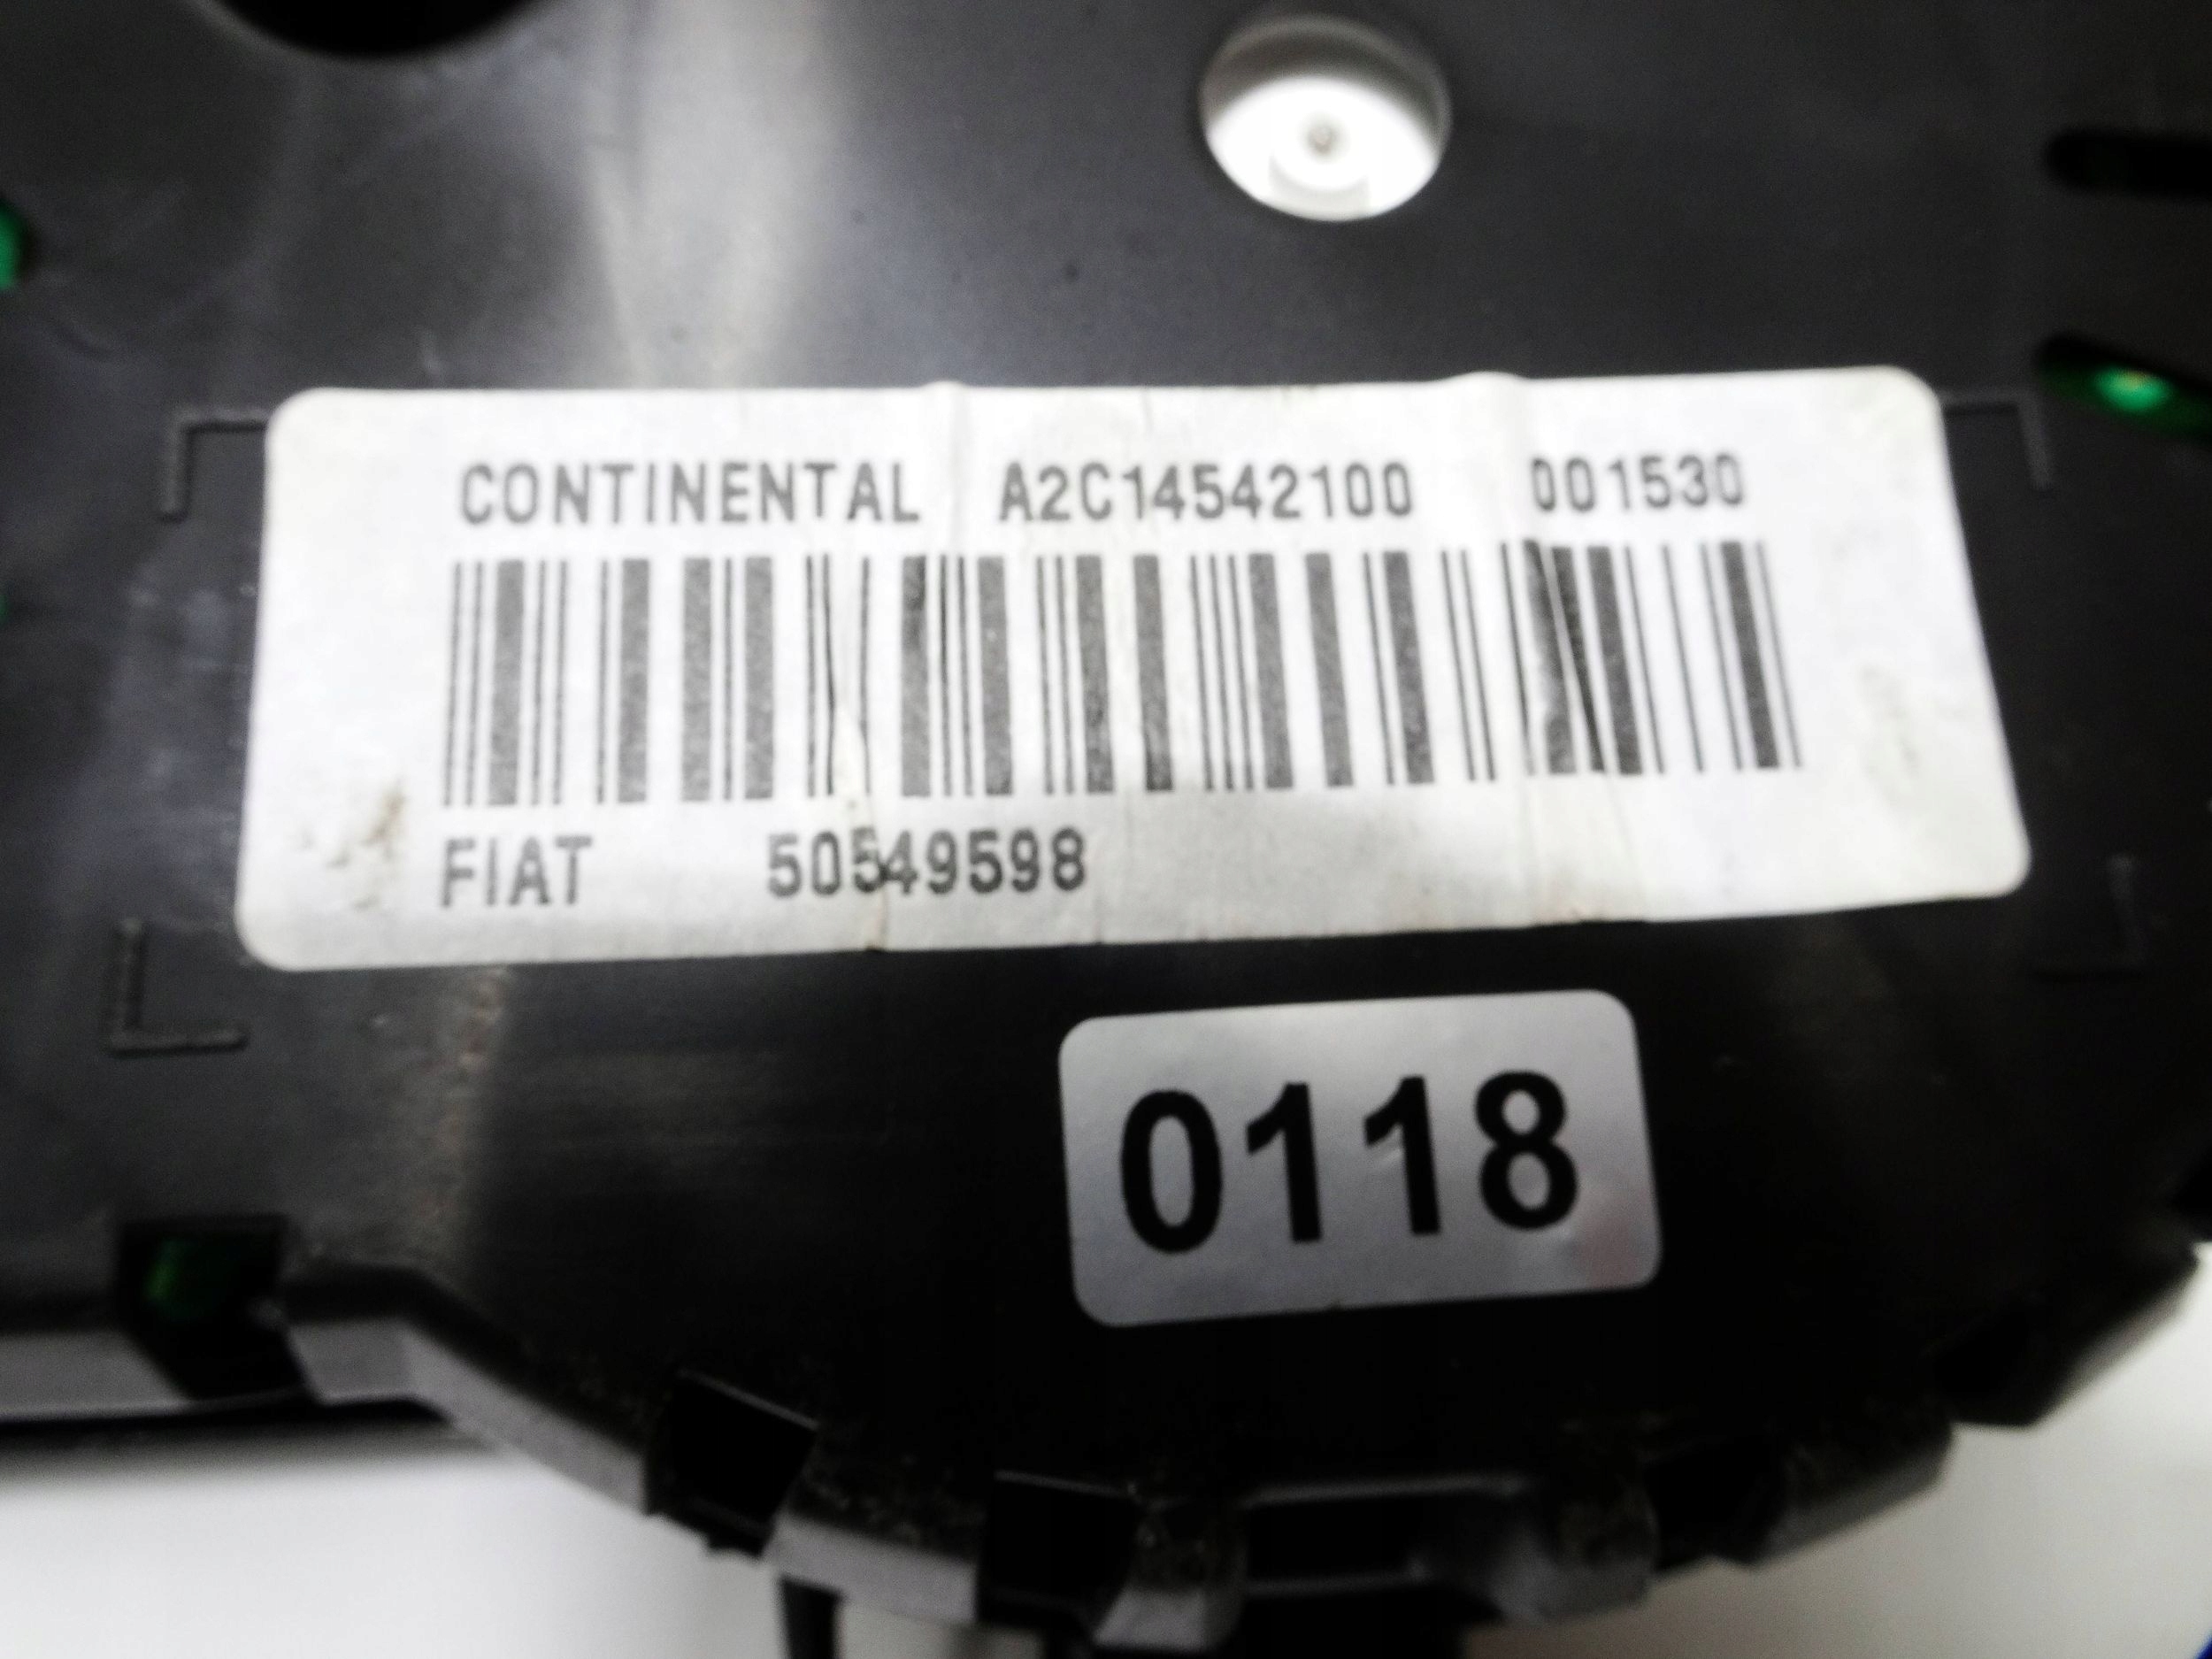 CONTINENTAL A2C14542100 001530
FIAT 50549598
0118